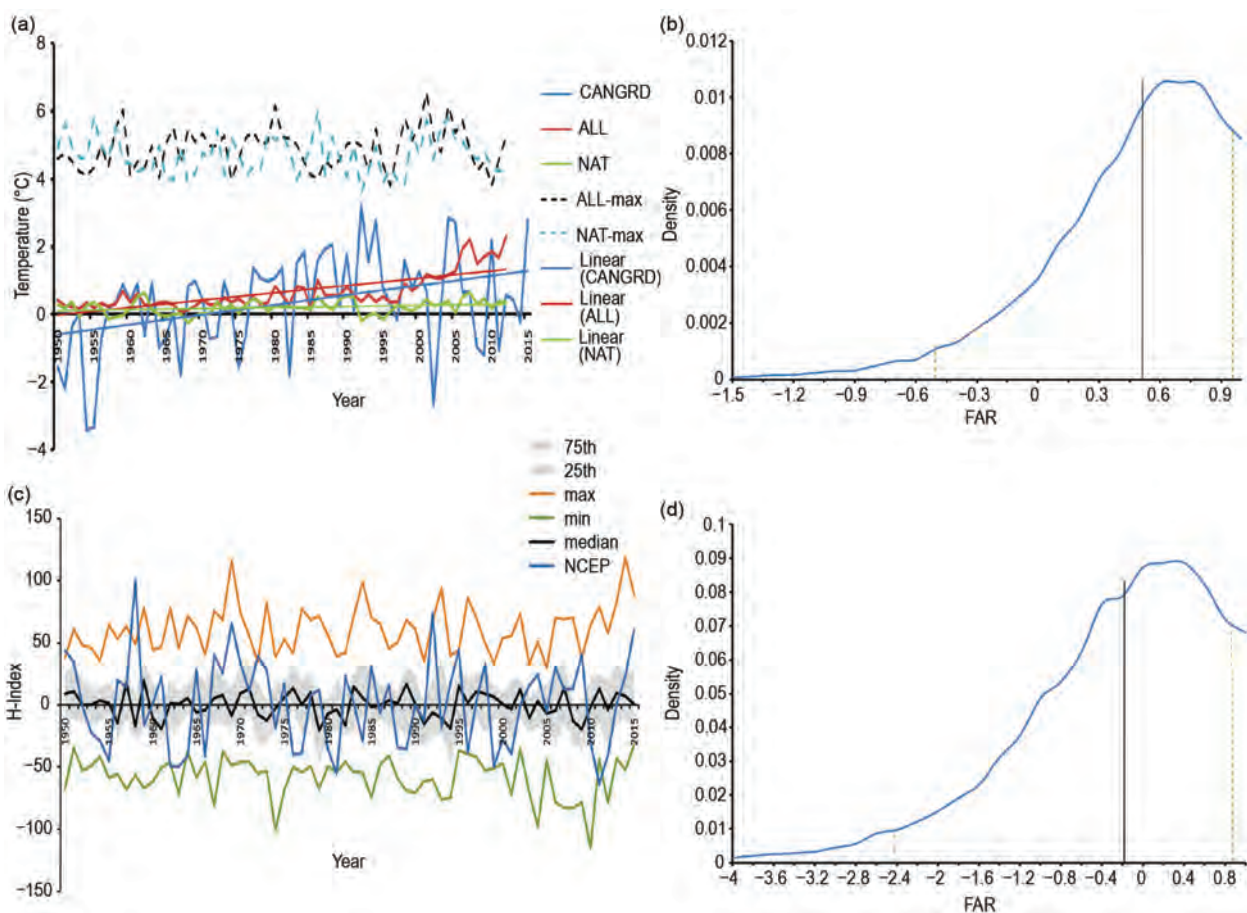 (a)
8
6
4
2
0
−2
−4
Temperature (°C)
1950
1955
1960
1965
1970
1975
1980
1985
1990
1995
2000
2005
2010
2015
Year
CANGRD
ALL
NAT
ALL-max
NAT-max
Linear
(CANGRD)
Linear
(ALL)
Linear
(NAT)
(b)
0.012
0.01
0.008
0.006
0.004
0.002
0
Density
−1.5 −1.2 −0.9 −0.6 −0.3 0 0.3 0.6 0.9
FAR
(c)
75th
25th
max
min
median
NCEP
150
100
50
0
−50
−100
−150
H-Index
1950
1955
1960
1965
1970
1975
1980
1985
1990
1995
2000
2005
2010
2015
Year
(d)
0.1
0.09
0.08
0.07
0.06
0.05
0.04
0.03
0.02
0.01
0
Density
−4 −3.6 −2.8 −2.4 −2 −1.6 −1.2 −0.8 −0.4 0 0.4 0.8
FAR